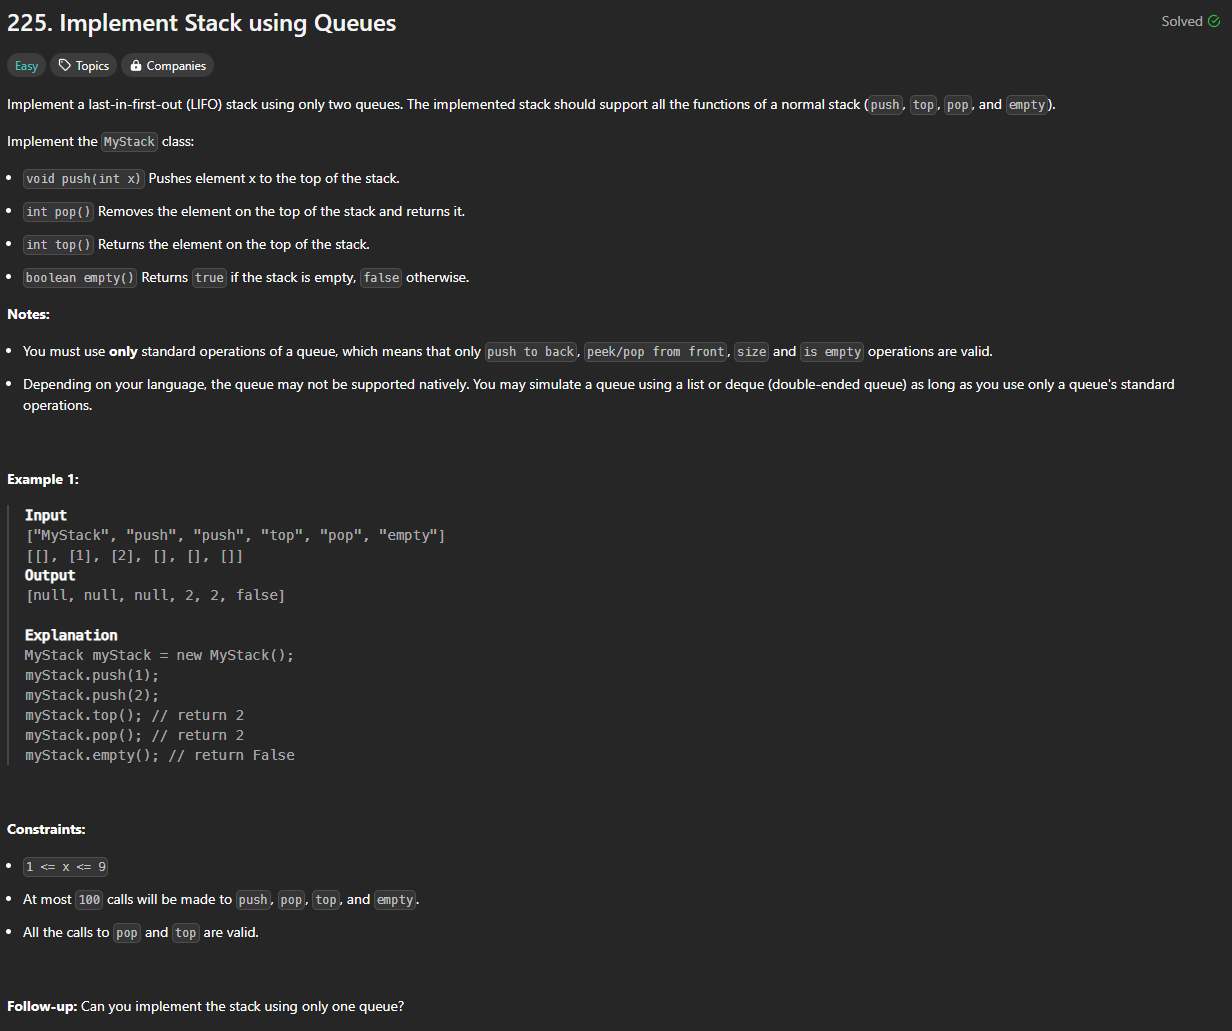 225. Implement Stack using Queues
Solved
Easy Topics Companies
Implement a last-in-first-out (LIFO) stack using only two queues. The implemented stack should support all the functions of a normal stack (push, top, pop, and empty).
Implement the MyStack class:
• void push(int x) Pushes element x to the top of the stack.
• int pop() Removes the element on the top of the stack and returns it.
• int top() Returns the element on the top of the stack.
• boolean empty() Returns true if the stack is empty, false otherwise.
Notes:
• You must use only standard operations of a queue, which means that only push to back, peek/pop from front, size and is empty operations are valid.
• Depending on your language, the queue may not be supported natively. You may simulate a queue using a list or deque (double-ended queue) as long as you use only a queue's standard
operations.
Example 1:
Input
["MyStack", "push", "push", "top", "pop", "empty"]
[[], [1], [2], [], [], []]
Output
[null, null, null, 2, 2, false]
Explanation
MyStack myStack = new MyStack();
myStack.push(1);
myStack.push(2);
myStack.top(); // return 2
myStack.pop(); // return 2
myStack.empty(); // return False
Constraints:
• 1 <= x <= 9
• At most 100 calls will be made to push, pop, top, and empty.
• All the calls to pop and top are valid.
Follow-up: Can you implement the stack using only one queue?